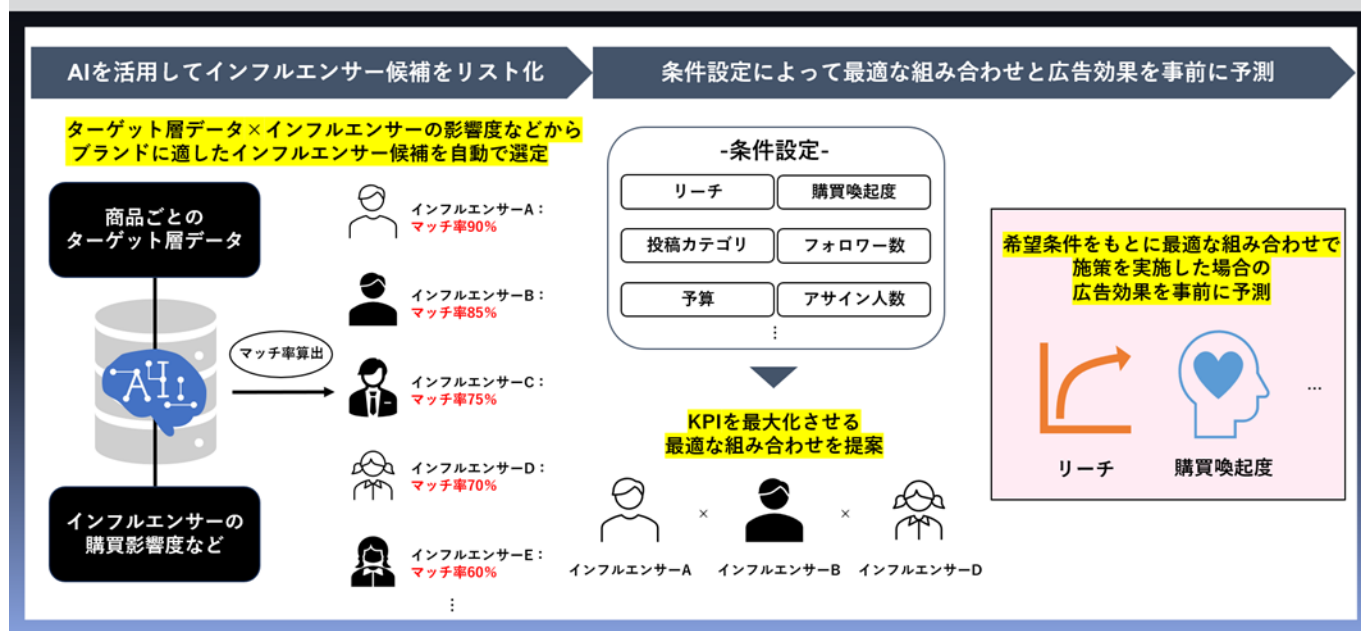 AIを活用してインフルエンサー候補をリスト化
条件設定によって最適な組み合わせと広告効果を事前に予測
ターゲット層データ×インフルエンサーの影響度などから
ブランドに適したインフルエンサー候補を自動で選定
商品ごとの
ターゲット層データ
AI
マッチ率算出
インフルエンサーの
購買影響度など
インフルエンサーA：
マッチ率90%
インフルエンサーB：
マッチ率85%
インフルエンサーC：
マッチ率75%
インフルエンサーD：
マッチ率70%
インフルエンサーE：
マッチ率60%
⋮
-条件設定-
リーチ
購買喚起度
投稿カテゴリ
フォロワー数
予算
アサイン人数
⋮
KPIを最大化させる
最適な組み合わせを提案
×
×
インフルエンサーA
インフルエンサーB
インフルエンサーD
希望条件をもとに最適な組み合わせで
施策を実施した場合の
広告効果を事前に予測
…
リーチ
購買喚起度